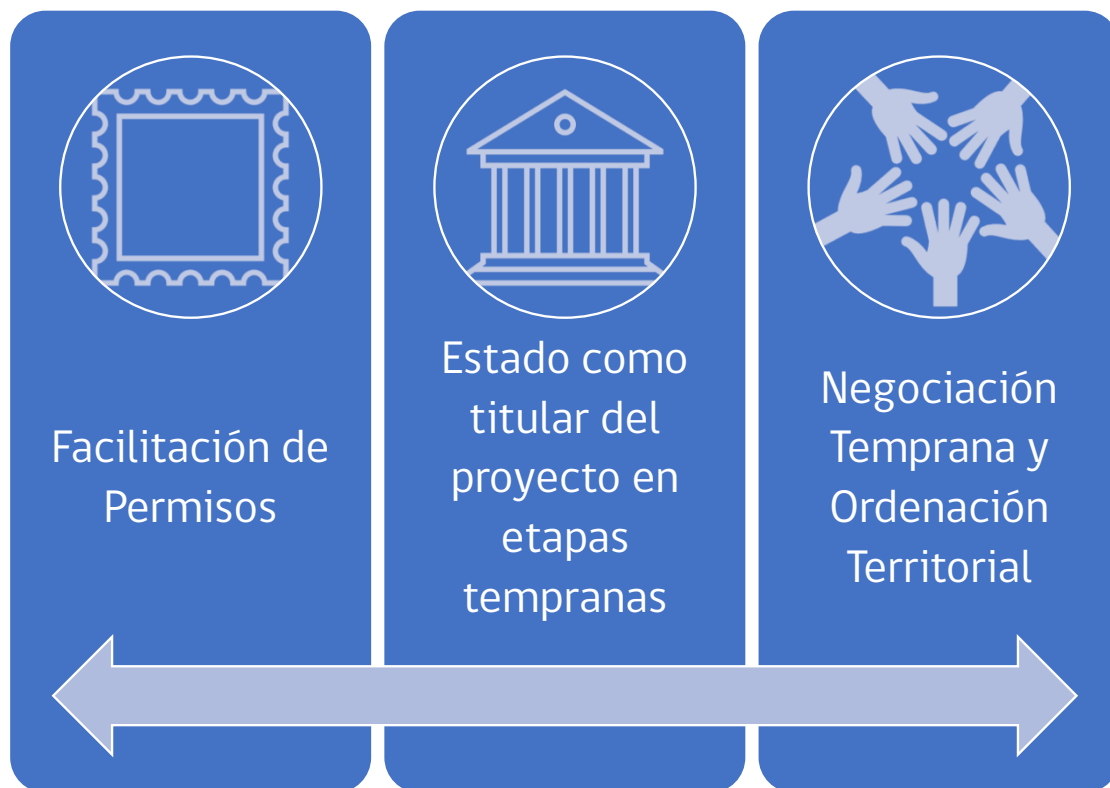 Facilitación de
Permisos
Estado como
titular del
proyecto en
etapas
tempranas
Negociación
Temprana y
Ordenación
Territorial